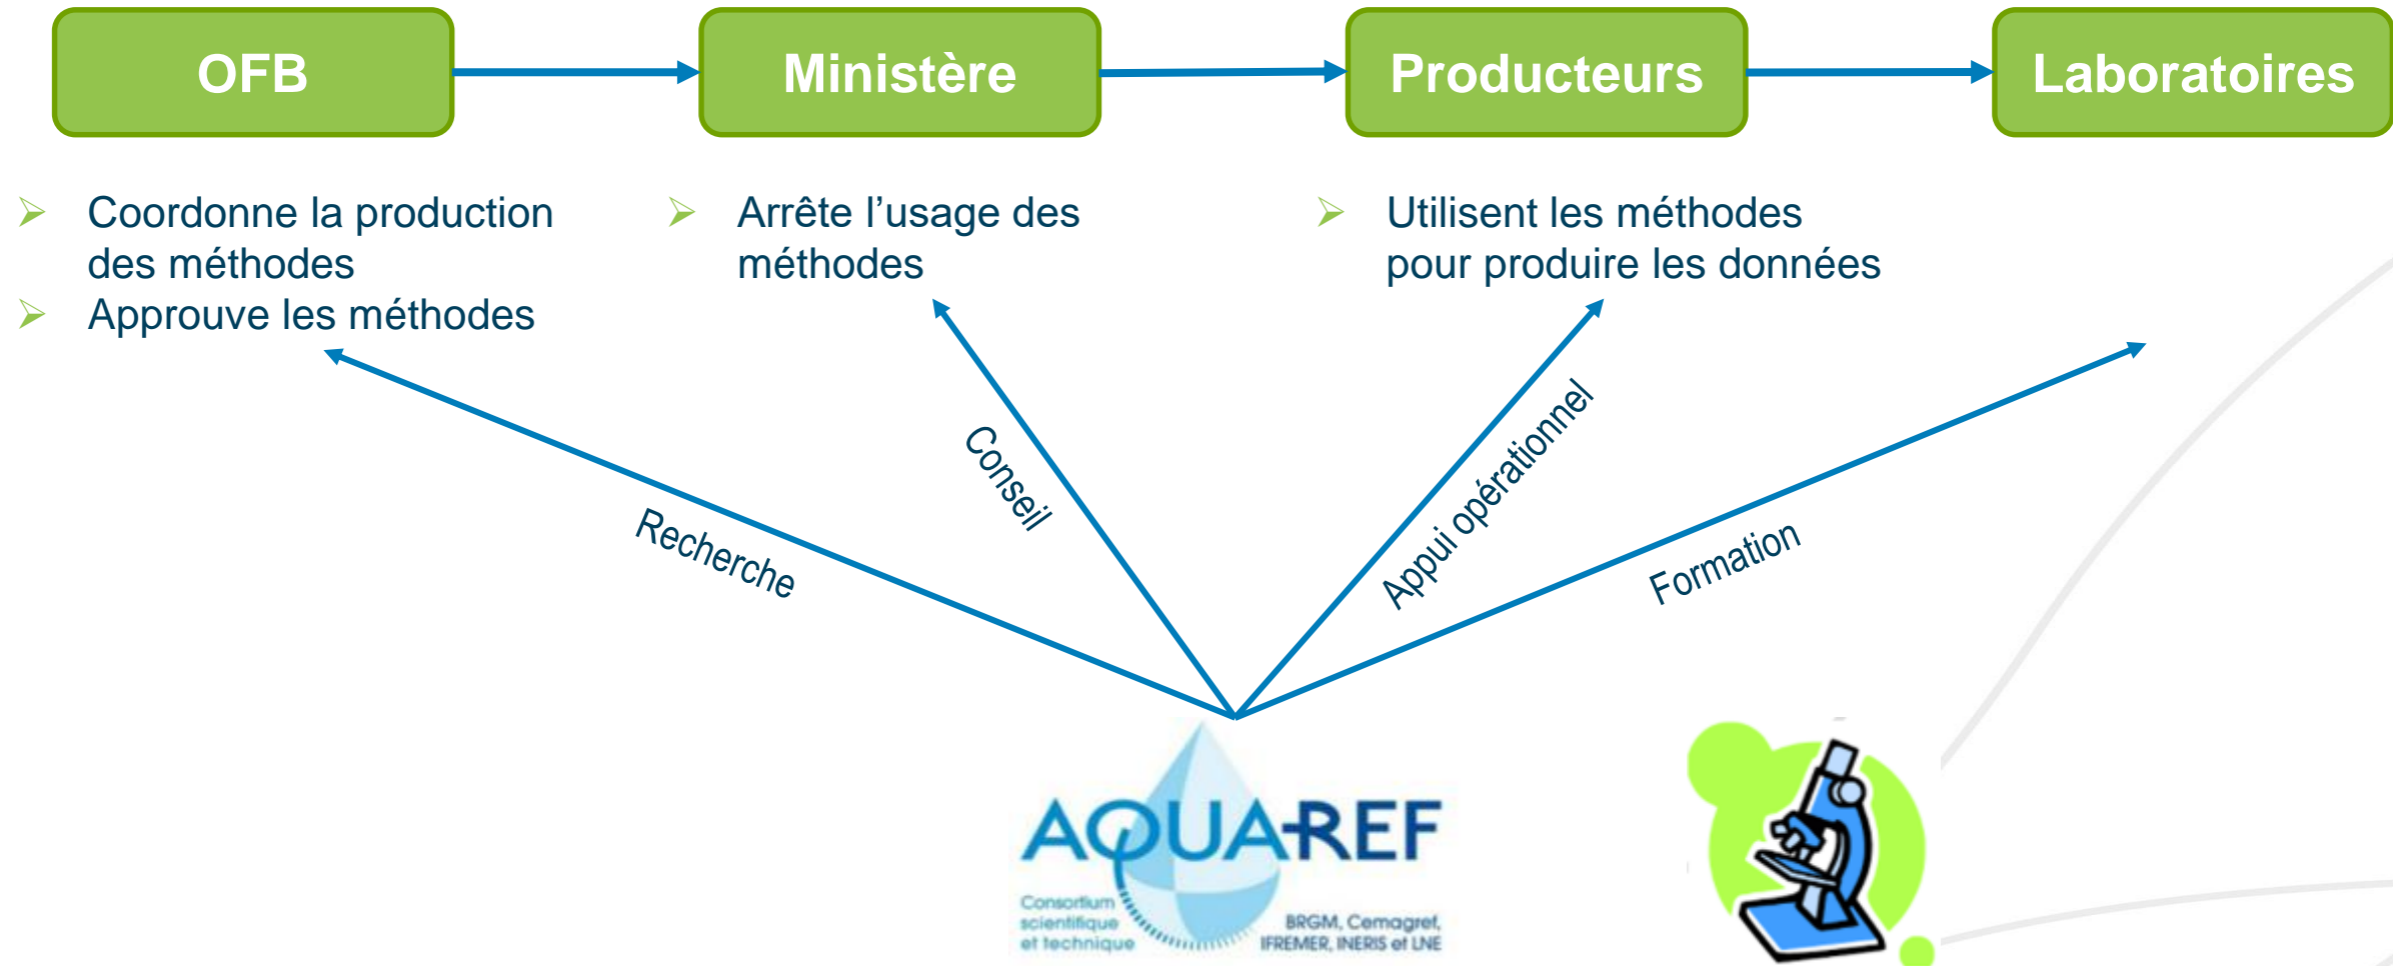 OFB
Ministère
Producteurs
Laboratoires
➢ Coordonne la production
des méthodes
➢ Approuve les méthodes
➢ Arrête l’usage des
méthodes
➢ Utilisent les méthodes
pour produire les données
Recherche
Conseil
Appui opérationnel
Formation
AQUAREF
Consortium
scientifique
et technique
BRGM, Cemagref,
IFREMER, INERIS et LNE